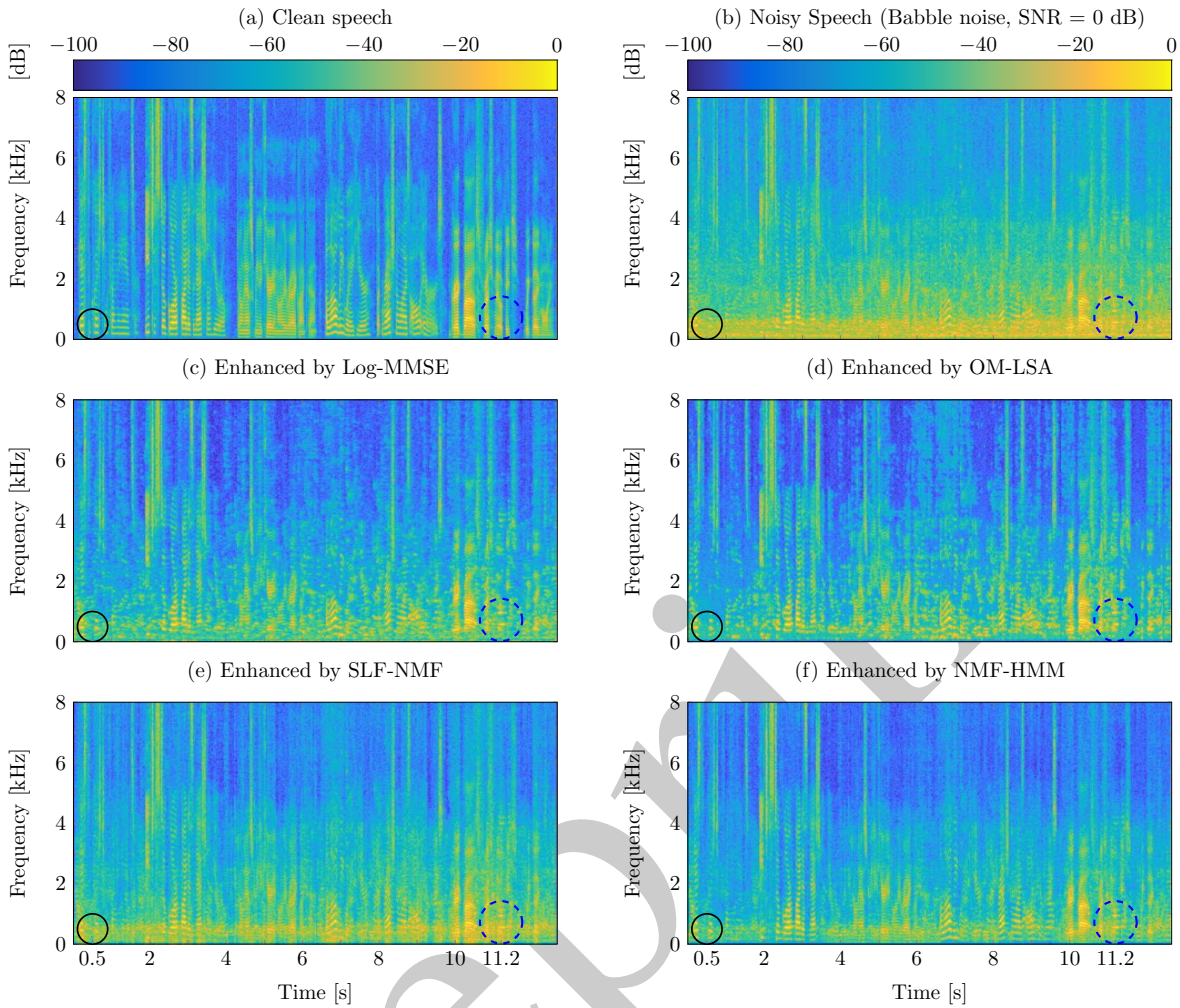 (a) Clean speech
(b) Noisy Speech (Babble noise, SNR = 0 dB)
[dB] −100 −80 −60 −40 −20 0
[dB] −100 −80 −60 −40 −20 0
Frequency [kHz] 8 6 4 2 0
Frequency [kHz] 8 6 4 2 0
(c) Enhanced by Log-MMSE
(d) Enhanced by OM-LSA
Frequency [kHz] 8 6 4 2 0
Frequency [kHz] 8 6 4 2 0
(e) Enhanced by SLF-NMF
(f) Enhanced by NMF-HMM
Frequency [kHz] 8 6 4 2 0
Frequency [kHz] 8 6 4 2 0
0.5 2 4 6 8 10 11.2
0.5 2 4 6 8 10 11.2
Time [s]
Time [s]